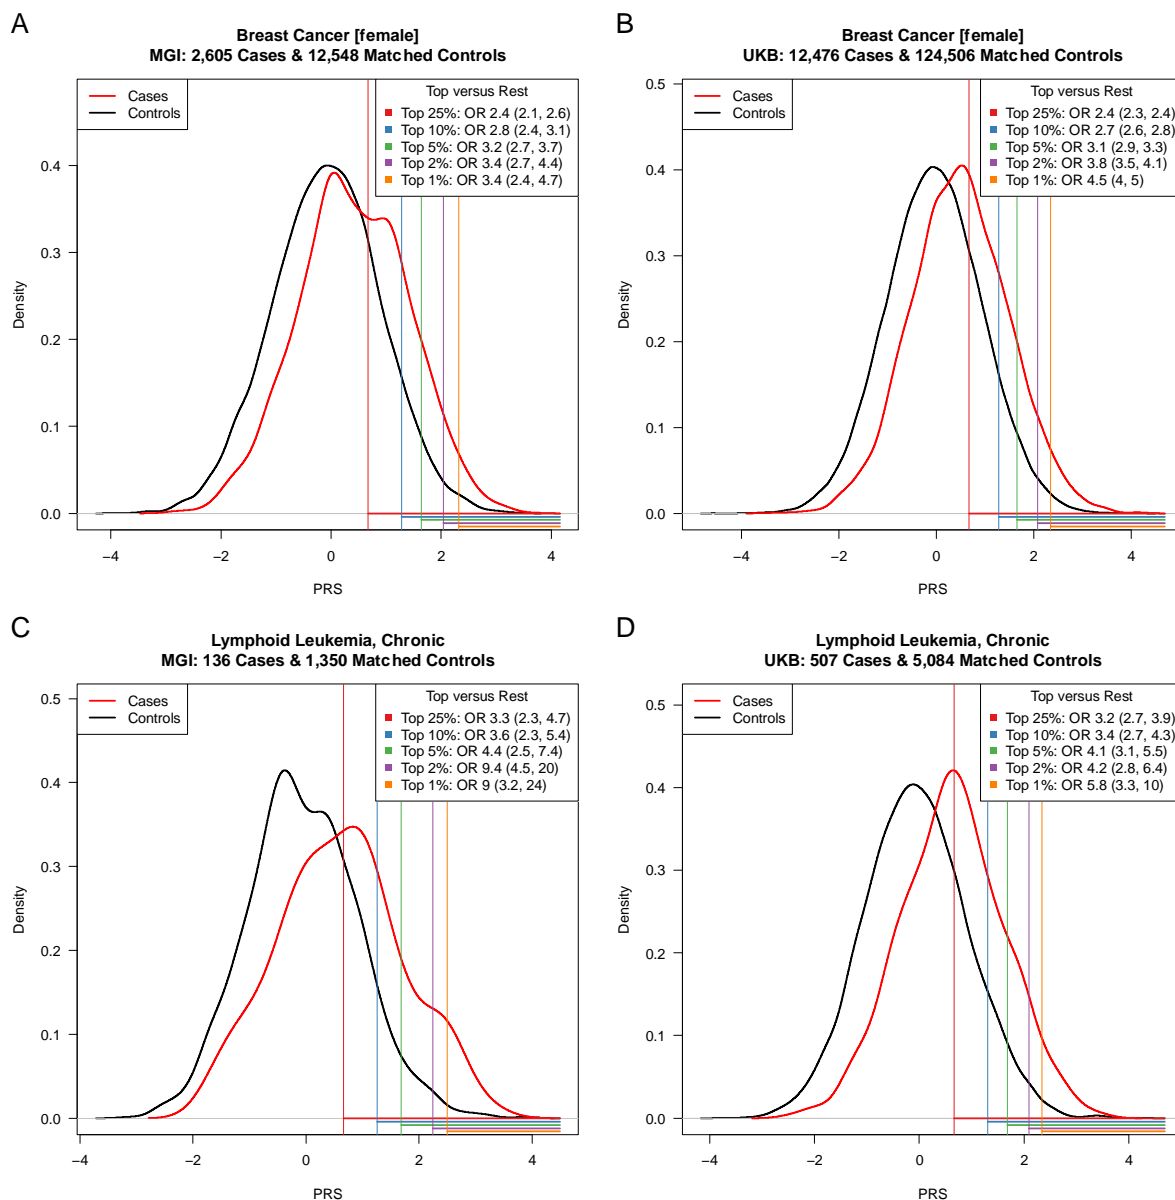 A
Breast Cancer [female]
MGI: 2,605 Cases & 12,548 Matched Controls
Cases
Controls
Top versus Rest
Top 25%: OR 2.4 (2.1, 2.6)
Top 10%: OR 2.8 (2.4, 3.1)
Top 5%: OR 3.2 (2.7, 3.7)
Top 2%: OR 3.4 (2.7, 4.4)
Top 1%: OR 3.4 (2.4, 4.7)
Density
0.4
0.3
0.2
0.1
0.0
−4 −2 0 2 4
PRS
B
Breast Cancer [female]
UKB: 12,476 Cases & 124,506 Matched Controls
Cases
Controls
Top versus Rest
Top 25%: OR 2.4 (2.3, 2.4)
Top 10%: OR 2.7 (2.6, 2.8)
Top 5%: OR 3.1 (2.9, 3.3)
Top 2%: OR 3.8 (3.5, 4.1)
Top 1%: OR 4.5 (4, 5)
Density
0.5
0.4
0.3
0.2
0.1
0.0
−4 −2 0 2 4
PRS
C
Lymphoid Leukemia, Chronic
MGI: 136 Cases & 1,350 Matched Controls
Cases
Controls
Top versus Rest
Top 25%: OR 3.3 (2.3, 4.7)
Top 10%: OR 3.6 (2.3, 5.4)
Top 5%: OR 4.4 (2.5, 7.4)
Top 2%: OR 9.4 (4.5, 20)
Top 1%: OR 9 (3.2, 24)
Density
0.5
0.4
0.3
0.2
0.1
0.0
−4 −2 0 2 4
PRS
D
Lymphoid Leukemia, Chronic
UKB: 507 Cases & 5,084 Matched Controls
Cases
Controls
Top versus Rest
Top 25%: OR 3.2 (2.7, 3.9)
Top 10%: OR 3.4 (2.7, 4.3)
Top 5%: OR 4.1 (3.1, 5.5)
Top 2%: OR 4.2 (2.8, 6.4)
Top 1%: OR 5.8 (3.3, 10)
Density
0.5
0.4
0.3
0.2
0.1
0.0
−4 −2 0 2 4
PRS